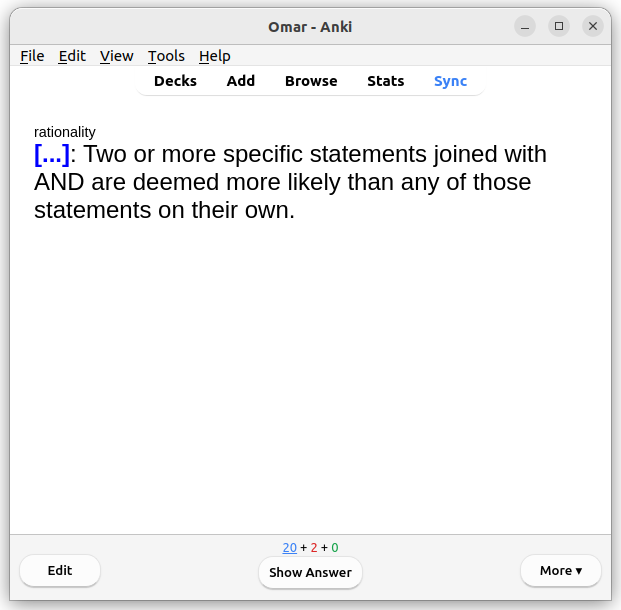 Omar - Anki
File Edit View Tools Help
Decks Add Browse Stats Sync
rationality
[...]: Two or more specific statements joined with
AND are deemed more likely than any of those
statements on their own.
20 + 2 + 0
Edit Show Answer More ▾